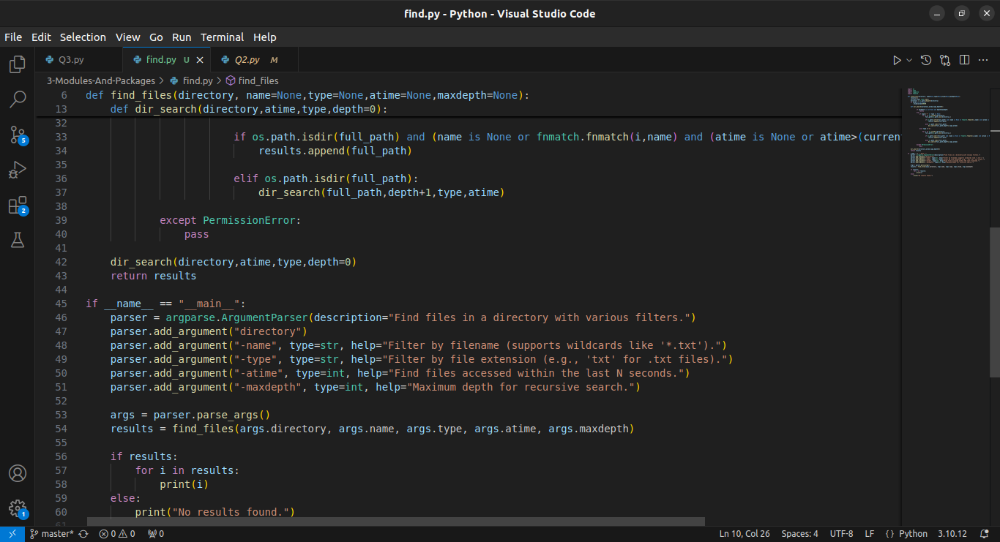 find.py - Python - Visual Studio Code
File Edit Selection View Go Run Terminal Help
Q3.py find.py U Q2.py M
3-Modules-And-Packages > find.py > find_files
6 def find_files(directory, name=None,type=None,atime=None,maxdepth=None):
13 def dir_search(directory,atime,type,depth=0):
32
33 if os.path.isdir(full_path) and (name is None or fnmatch.fnmatch(i,name) and (atime is None or atime>(curren
34 results.append(full_path)
35
36 elif os.path.isdir(full_path):
37 dir_search(full_path,depth+1,type,atime)
38
39 except PermissionError:
40 pass
41
42 dir_search(directory,atime,type,depth=0)
43 return results
44
45 if __name__ == "__main__":
46 parser = argparse.ArgumentParser(description="Find files in a directory with various filters.")
47 parser.add_argument("directory")
48 parser.add_argument("-name", type=str, help="Filter by filename (supports wildcards like '*.txt').")
49 parser.add_argument("-type", type=str, help="Filter by file extension (e.g., 'txt' for .txt files).")
50 parser.add_argument("-atime", type=int, help="Find files accessed within the last N seconds.")
51 parser.add_argument("-maxdepth", type=int, help="Maximum depth for recursive search.")
52
53 args = parser.parse_args()
54 results = find_files(args.directory, args.name, args.type, args.atime, args.maxdepth)
55
56 if results:
57 for i in results:
58 print(i)
59 else:
60 print("No results found.")
61
5
2
1
master* 0 0 0 Ln 10, Col 26 Spaces: 4 UTF-8 LF {} Python 3.10.12